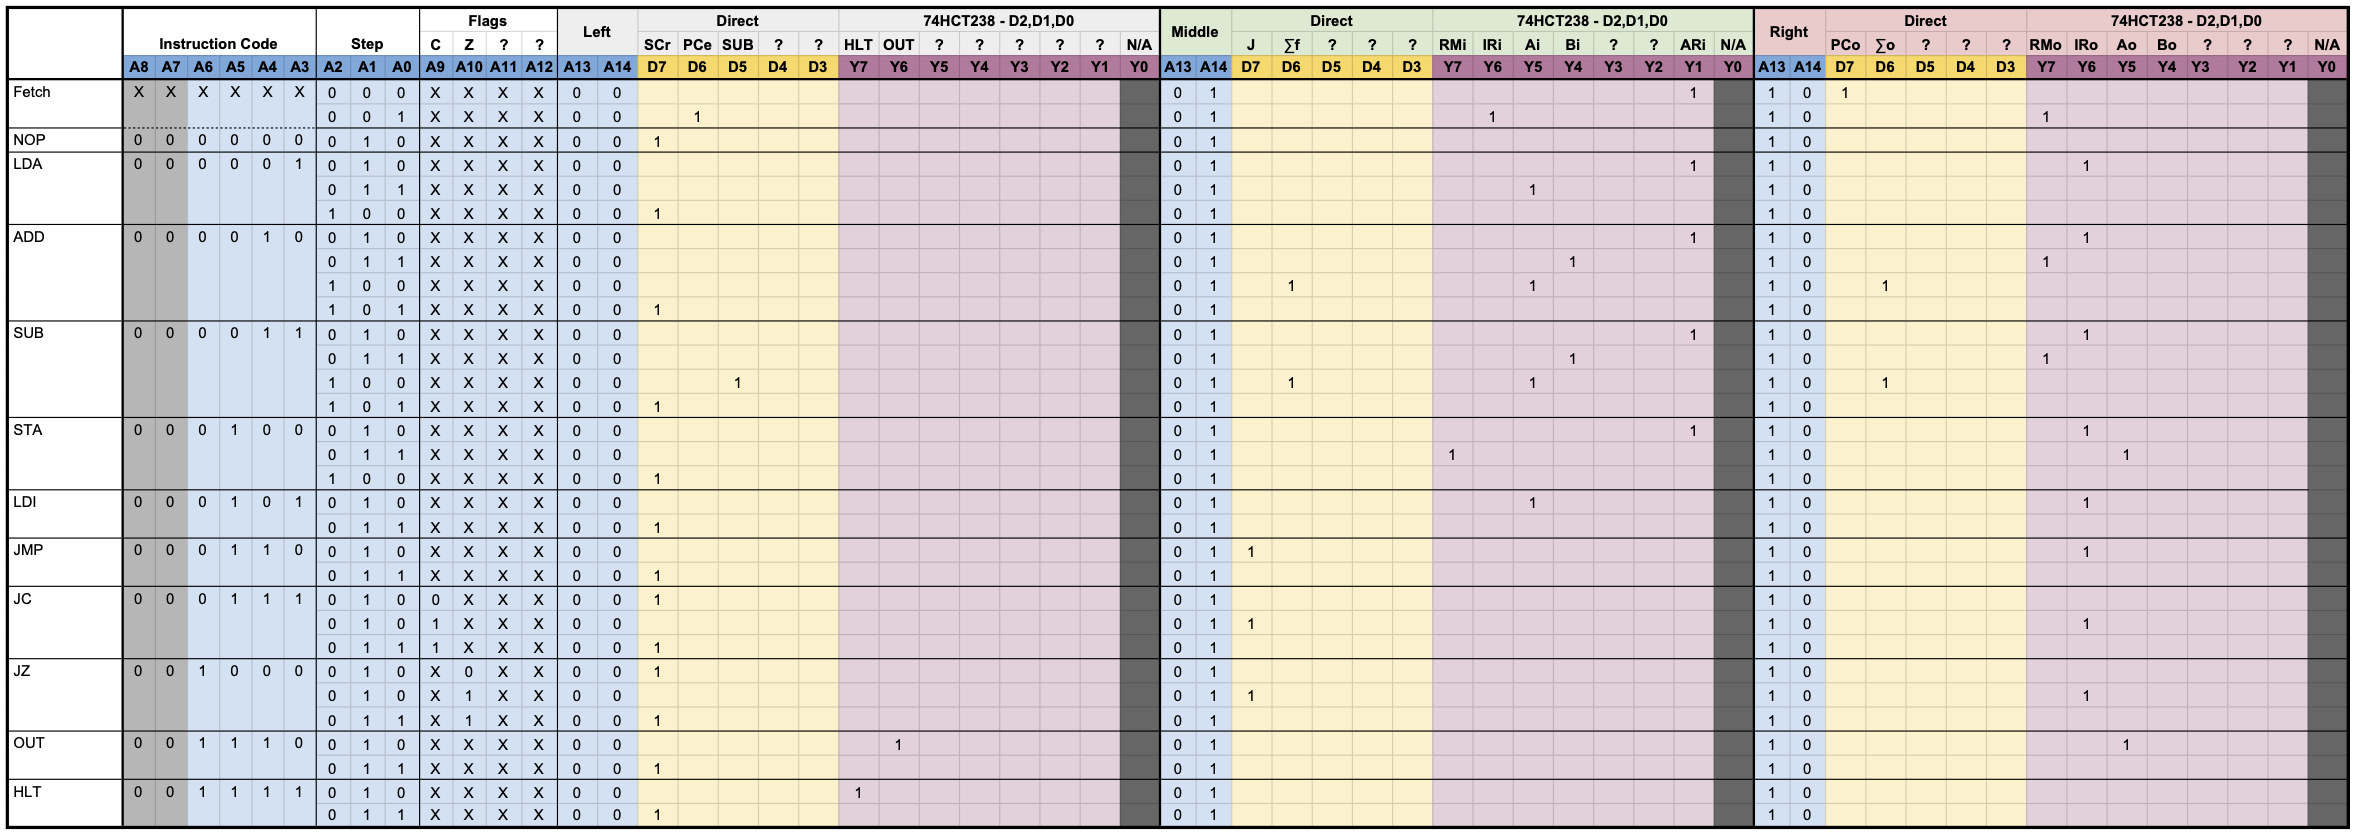 Flags Direct 74HCT238 - D2,D1,D0 Direct 74HCT238 - D2,D1,D0 Direct 74HCT238 - D2,D1,D0
Instruction Code Step C Z ? ? Left SCr PCe SUB ? ? HLT OUT ? ? ? ? ? N/A Middle J ∑f ? ? ? RMi IRi Ai Bi ? ? ARi N/A Right PCo ∑o ? ? ? RMo IRo Ao Bo ? ? ? N/A
A8 A7 A6 A5 A4 A3 A2 A1 A0 A9 A10 A11 A12 A13 A14 D7 D6 D5 D4 D3 Y7 Y6 Y5 Y4 Y3 Y2 Y1 Y0 A13 A14 D7 D6 D5 D4 D3 Y7 Y6 Y5 Y4 Y3 Y2 Y1 Y0 A13 A14 D7 D6 D5 D4 D3 Y7 Y6 Y5 Y4 Y3 Y2 Y1 Y0
Fetch X X X X X X 0 0 0 X X X X 0 0 0 1 1 1 0 1
0 0 1 X X X X 0 0 1 0 1 1 1 0 1
NOP 0 0 0 0 0 0 0 1 0 X X X X 0 0 1 0 1 1 0
LDA 0 0 0 0 0 1 0 1 0 X X X X 0 0 0 1 1 1 0 1
0 1 1 X X X X 0 0 0 1 1 1 0
1 0 0 X X X X 0 0 1 0 1 1 0
ADD 0 0 0 0 1 0 0 1 0 X X X X 0 0 0 1 1 1 0 1
0 1 1 X X X X 0 0 0 1 1 1 0 1
1 0 0 X X X X 0 0 0 1 1 1 1 0 1
1 0 1 X X X X 0 0 1 0 1 1 0
SUB 0 0 0 0 1 1 0 1 0 X X X X 0 0 0 1 1 1 0 1
0 1 1 X X X X 0 0 0 1 1 1 0 1
1 0 0 X X X X 0 0 1 0 1 1 1 1 0 1
1 0 1 X X X X 0 0 1 0 1 1 0
STA 0 0 0 1 0 0 0 1 0 X X X X 0 0 0 1 1 1 0 1
0 1 1 X X X X 0 0 0 1 1 1 0 1
1 0 0 X X X X 0 0 1 0 1 1 0
LDI 0 0 0 1 0 1 0 1 0 X X X X 0 0 0 1 1 1 0 1
0 1 1 X X X X 0 0 1 0 1 1 0
JMP 0 0 0 1 1 0 0 1 0 X X X X 0 0 0 1 1 1 0 1
0 1 1 X X X X 0 0 1 0 1 1 0
JC 0 0 0 1 1 1 0 1 0 0 X X X 0 0 1 0 1 1 0
0 1 0 1 X X X 0 0 0 1 1 1 0 1
0 1 1 1 X X X 0 0 1 0 1 1 0
JZ 0 0 1 0 0 0 0 1 0 X 0 X X 0 0 1 0 1 1 0
0 1 0 X 1 X X 0 0 0 1 1 1 0 1
0 1 1 X 1 X X 0 0 1 0 1 1 0
OUT 0 0 1 1 1 0 0 1 0 X X X X 0 0 1 0 1 1 0 1
0 1 1 X X X X 0 0 1 0 1 1 0
HLT 0 0 1 1 1 1 0 1 0 X X X X 0 0 1 0 1 1 0
0 1 1 X X X X 0 0 1 0 1 1 0